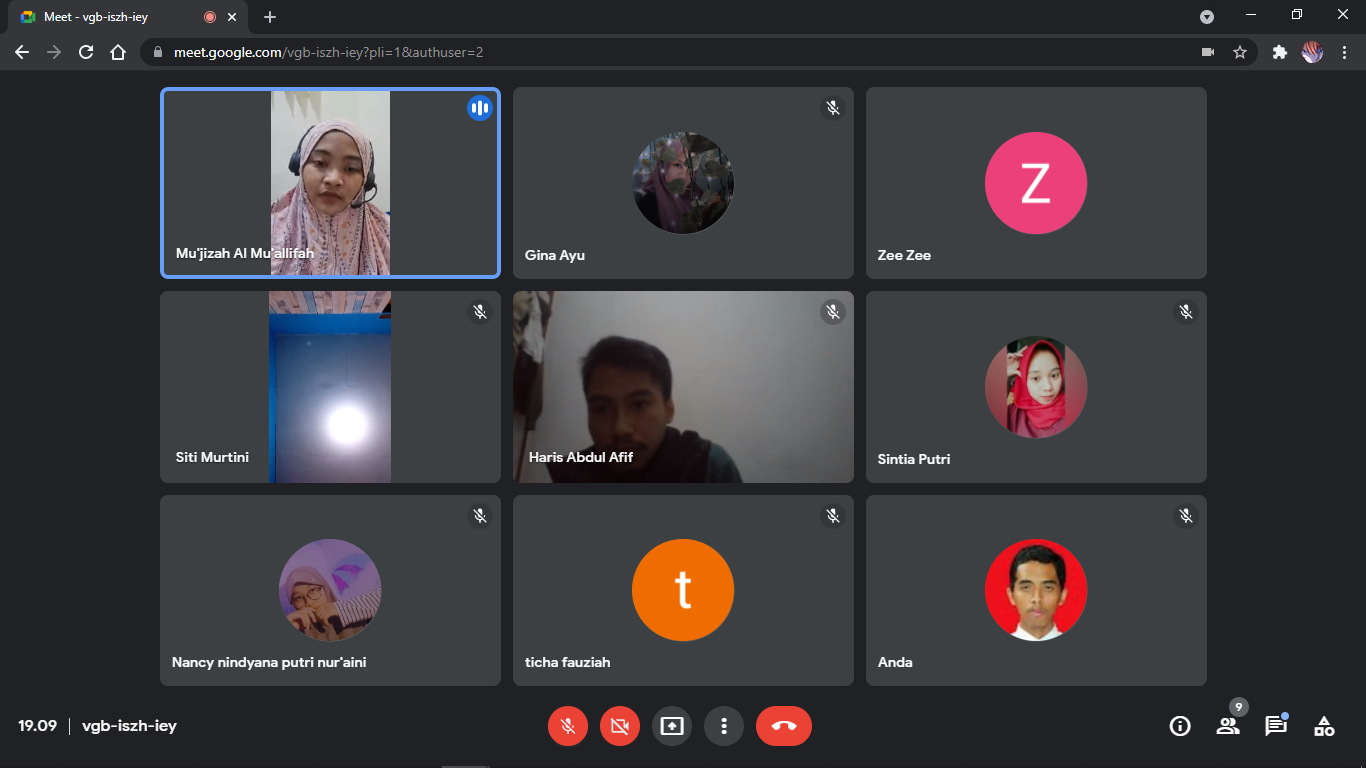 Meet - vgb-iszh-iey
meet.google.com/vgb-iszh-iey?pli=1&authuser=2
Mu'jizah Al Mu'allifah
Gina Ayu
Z
Zee Zee
Siti Murtini
Haris Abdul Afif
Sintia Putri
Nancy nindyana putri nur'aini
t
ticha fauziah
Anda
19.09 | vgb-iszh-iey
9